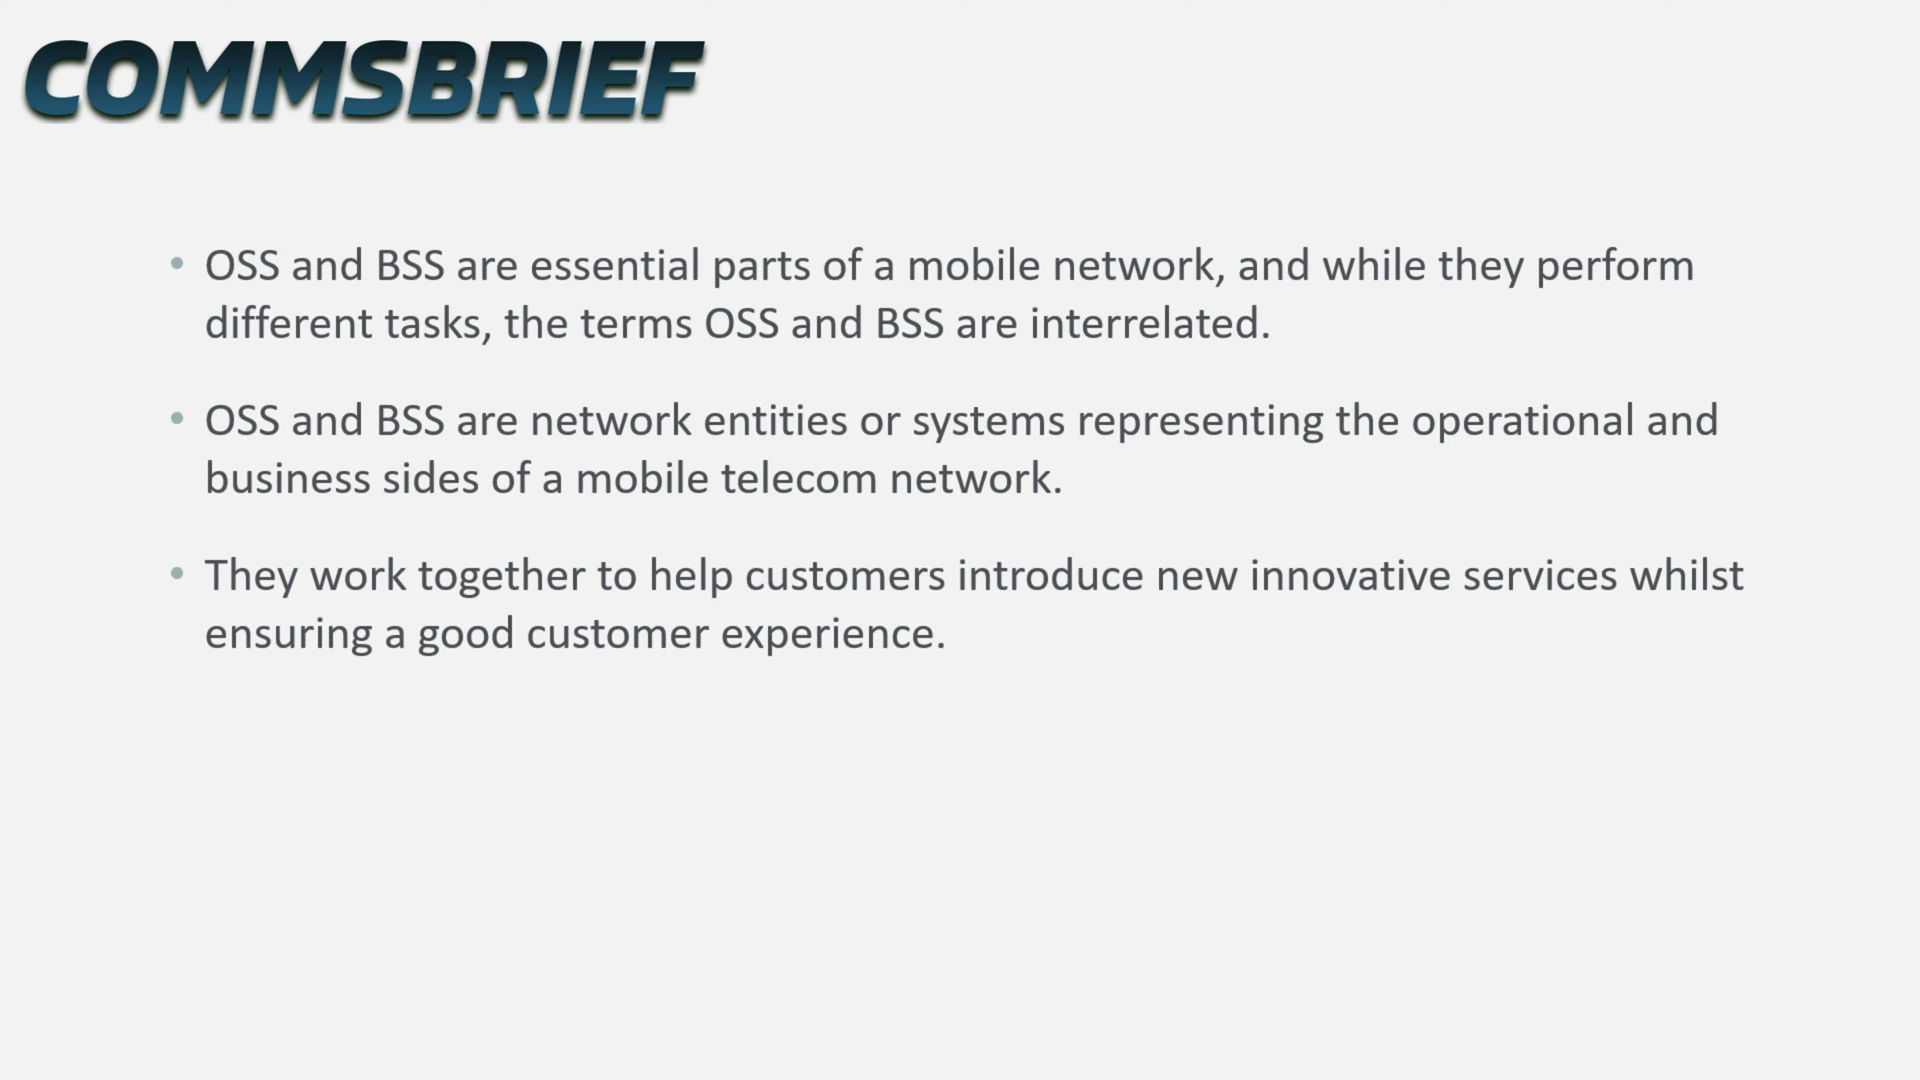 COMMSBRIEF
• OSS and BSS are essential parts of a mobile network, and while they perform
different tasks, the terms OSS and BSS are interrelated.
• OSS and BSS are network entities or systems representing the operational and
business sides of a mobile telecom network.
• They work together to help customers introduce new innovative services whilst
ensuring a good customer experience.